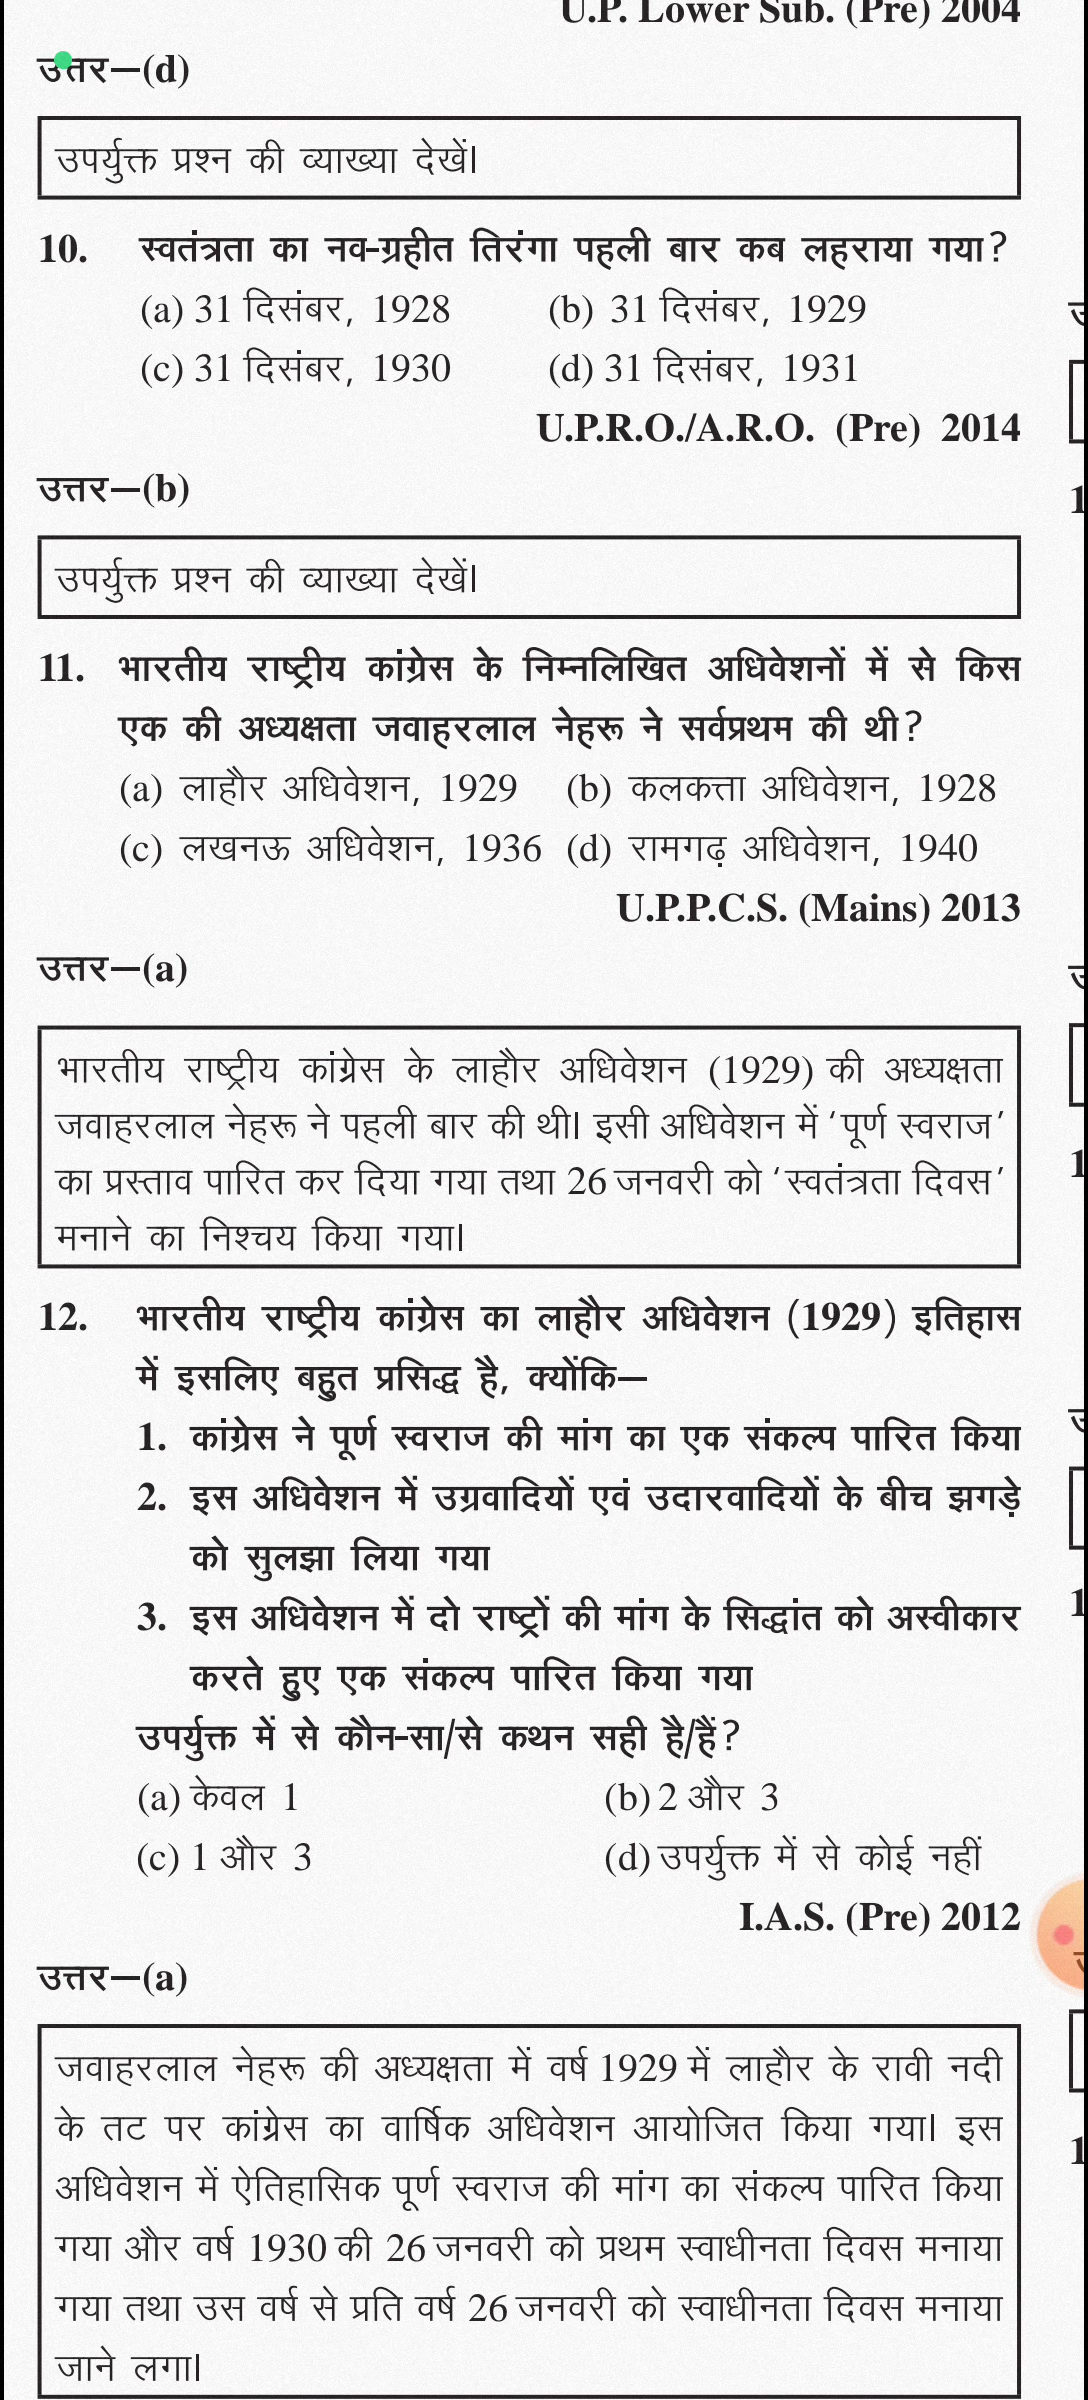 U.P. Lower Sub. (Pre) 2004
उत्तर—(d)
उपर्युक्त प्रश्न की व्याख्या देखें।
10. स्वतंत्रता का नव-ग्रहीत तिरंगा पहली बार कब लहराया गया?
(a) 31 दिसंबर, 1928 (b) 31 दिसंबर, 1929
(c) 31 दिसंबर, 1930 (d) 31 दिसंबर, 1931
U.P.R.O./A.R.O. (Pre) 2014
उत्तर—(b)
उपर्युक्त प्रश्न की व्याख्या देखें।
11. भारतीय राष्ट्रीय कांग्रेस के निम्नलिखित अधिवेशनों में से किस
एक की अध्यक्षता जवाहरलाल नेहरू ने सर्वप्रथम की थी?
(a) लाहौर अधिवेशन, 1929 (b) कलकत्ता अधिवेशन, 1928
(c) लखनऊ अधिवेशन, 1936 (d) रामगढ़ अधिवेशन, 1940
U.P.P.C.S. (Mains) 2013
उत्तर—(a)
भारतीय राष्ट्रीय कांग्रेस के लाहौर अधिवेशन (1929) की अध्यक्षता
जवाहरलाल नेहरू ने पहली बार की थी। इसी अधिवेशन में ‘पूर्ण स्वराज’
का प्रस्ताव पारित कर दिया गया तथा 26 जनवरी को ‘स्वतंत्रता दिवस’
मनाने का निश्चय किया गया।
12. भारतीय राष्ट्रीय कांग्रेस का लाहौर अधिवेशन (1929) इतिहास
में इसलिए बहुत प्रसिद्ध है, क्योंकि—
1. कांग्रेस ने पूर्ण स्वराज की मांग का एक संकल्प पारित किया
2. इस अधिवेशन में उग्रवादियों एवं उदारवादियों के बीच झगड़े
को सुलझा लिया गया
3. इस अधिवेशन में दो राष्ट्रों की मांग के सिद्धांत को अस्वीकार
करते हुए एक संकल्प पारित किया गया
उपर्युक्त में से कौन-सा/से कथन सही है/हैं?
(a) केवल 1 (b) 2 और 3
(c) 1 और 3 (d) उपर्युक्त में से कोई नहीं
I.A.S. (Pre) 2012
उत्तर—(a)
जवाहरलाल नेहरू की अध्यक्षता में वर्ष 1929 में लाहौर के रावी नदी
के तट पर कांग्रेस का वार्षिक अधिवेशन आयोजित किया गया। इस
अधिवेशन में ऐतिहासिक पूर्ण स्वराज की मांग का संकल्प पारित किया
गया और वर्ष 1930 की 26 जनवरी को प्रथम स्वाधीनता दिवस मनाया
गया तथा उस वर्ष से प्रति वर्ष 26 जनवरी को स्वाधीनता दिवस मनाया
जाने लगा।